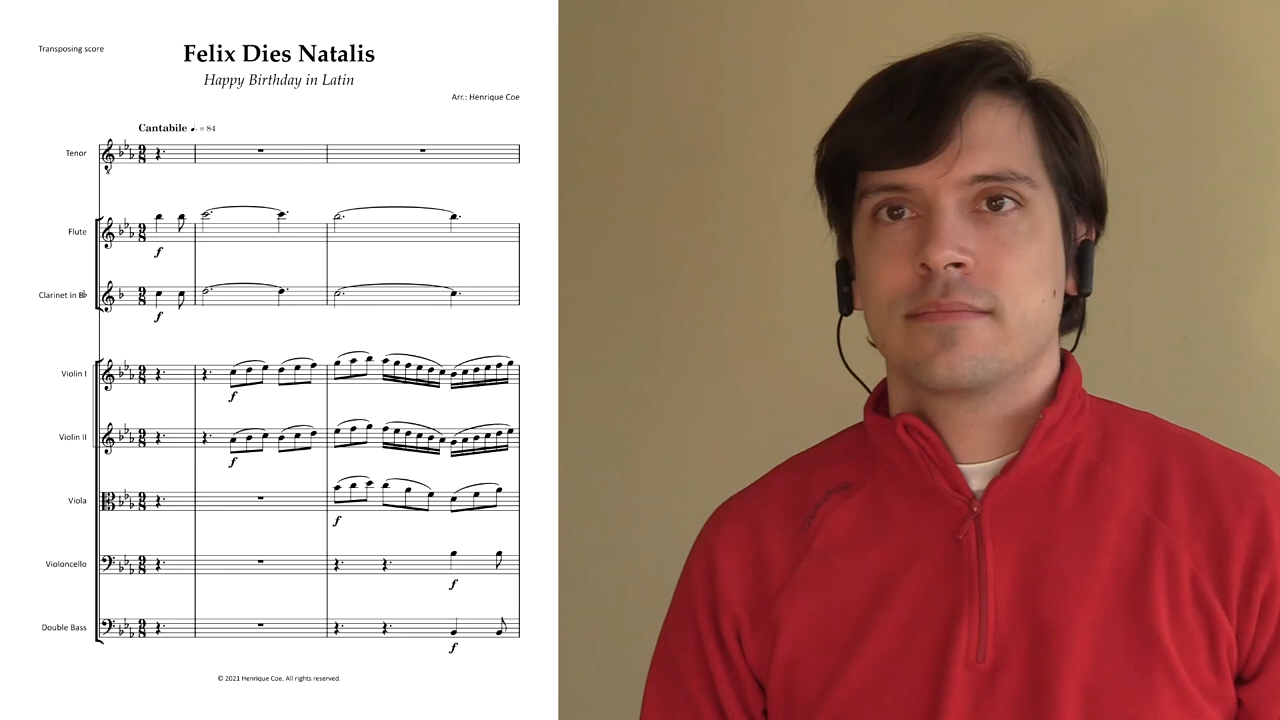 Transposing score
Felix Dies Natalis
Happy Birthday in Latin
Arr.: Henrique Coe
Cantabile ♩. = 84
Tenor
Flute
f
Clarinet in B♭
f
Violin I
f
Violin II
f
Viola
f
Violoncello
f
Double Bass
f
© 2021 Henrique Coe. All rights reserved.